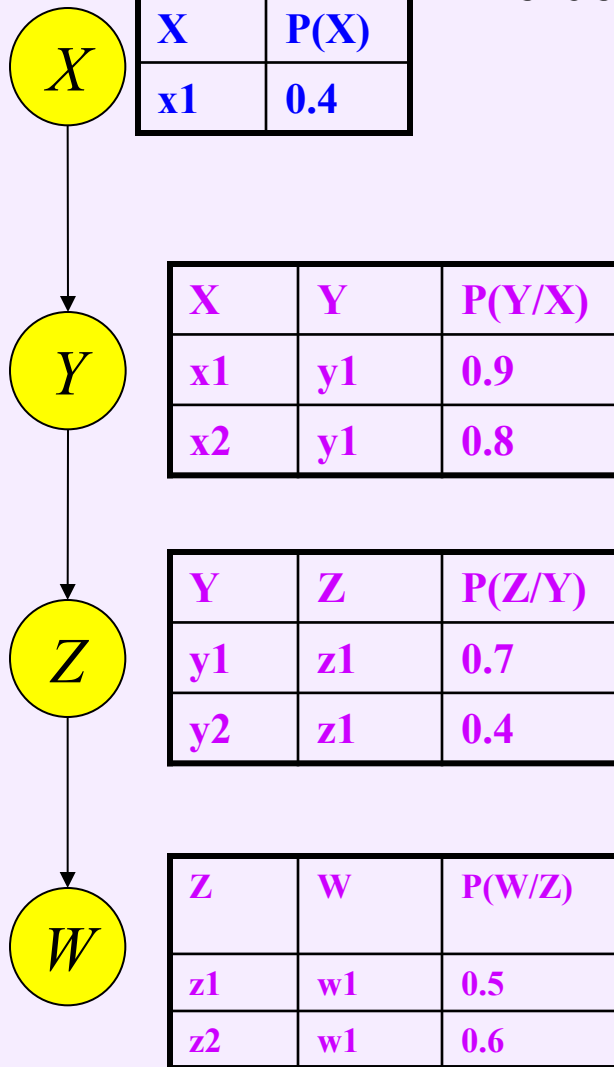 X
X P(X)
x1 0.4
Y
X Y P(Y/X)
x1 y1 0.9
x2 y1 0.8
Z
Y Z P(Z/Y)
y1 z1 0.7
y2 z1 0.4
W
Z W P(W/Z)
z1 w1 0.5
z2 w1 0.6